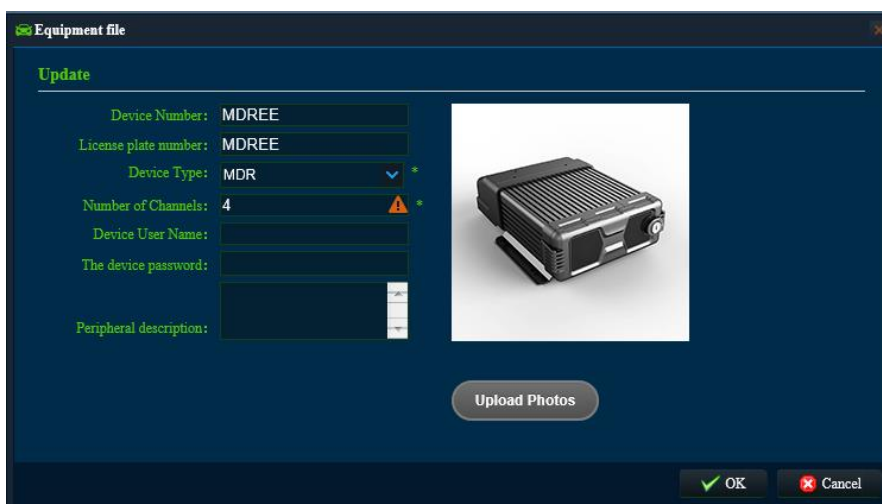 Equipment file
Update
Device Number: MDREE
License plate number: MDREE
Device Type: MDR *
Number of Channels: 4 *
Device User Name:
The device password:
Peripheral description:
Upload Photos
OK Cancel